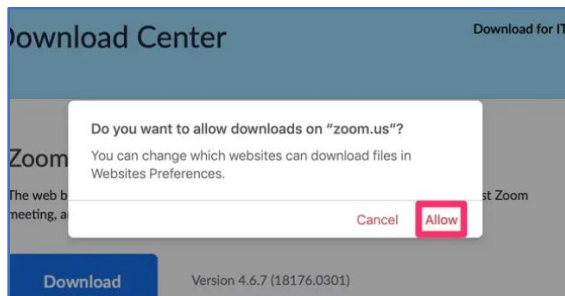 ownload Center
Download for IT
Do you want to allow downloads on “zoom.us”?
You can change which websites can download files in
Websites Preferences.
Zoom
The web b
st Zoom
meeting, a
Cancel
Allow
Download
Version 4.6.7 (18176.0301)